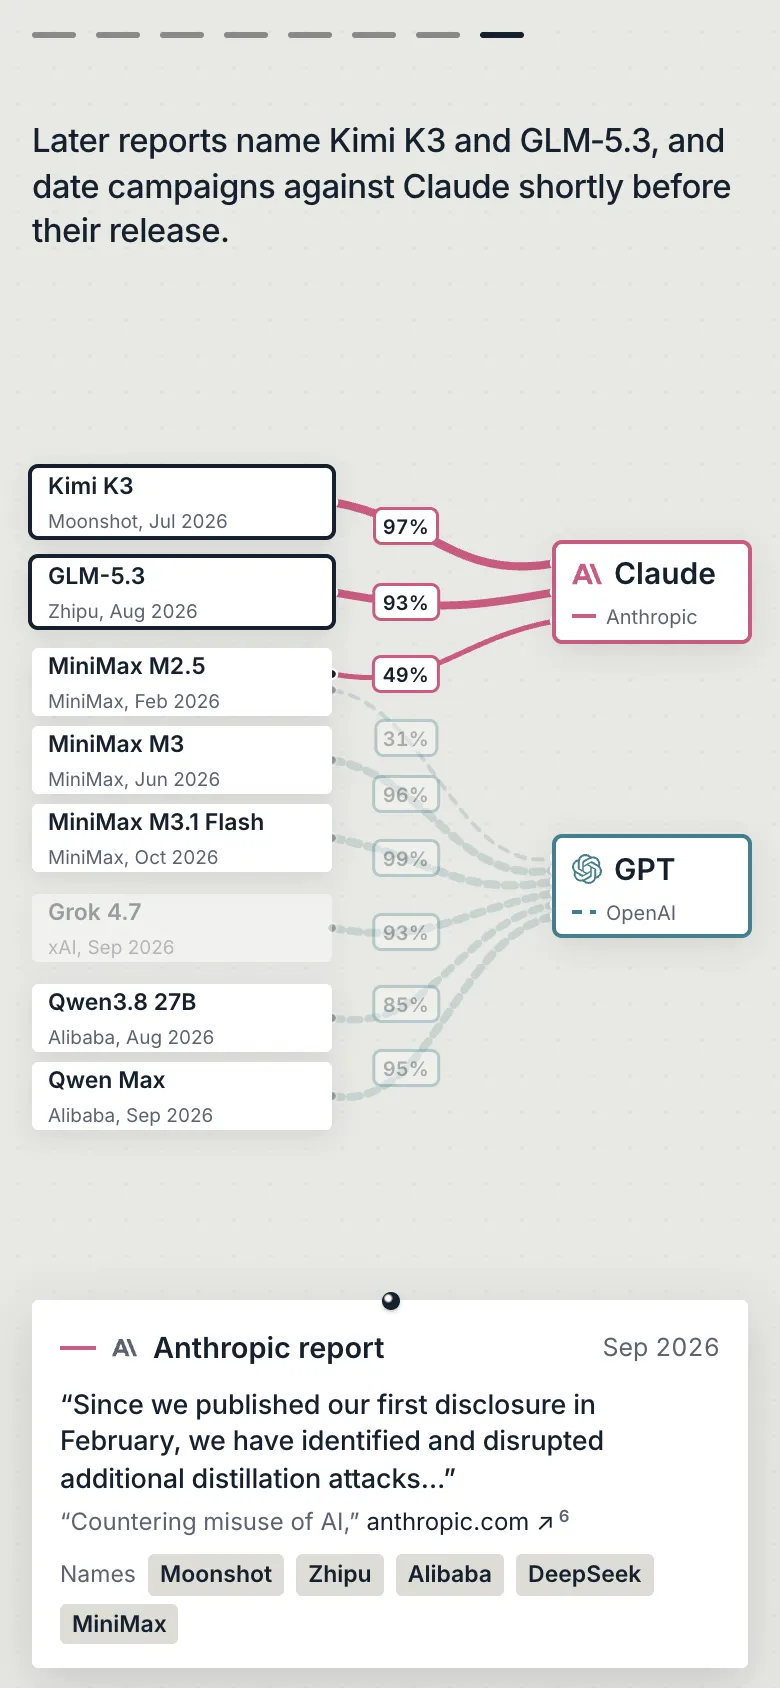 Later reports name Kimi K3 and GLM-5.3, and
date campaigns against Claude shortly before
their release.
Kimi K3
Moonshot, Jul 2026
97%
GLM-5.3
Zhipu, Aug 2026
93%
Claude
Anthropic
MiniMax M2.5
MiniMax, Feb 2026
49%
31%
MiniMax M3
MiniMax, Jun 2026
96%
MiniMax M3.1 Flash
MiniMax, Oct 2026
99%
GPT
OpenAI
Grok 4.7
xAI, Sep 2026
93%
Qwen3.8 27B
Alibaba, Aug 2026
85%
Qwen Max
Alibaba, Sep 2026
95%
Anthropic report
Sep 2026
“Since we published our first disclosure in
February, we have identified and disrupted
additional distillation attacks…”
“Countering misuse of AI,” anthropic.com ↗ 6
Names Moonshot Zhipu Alibaba DeepSeek
MiniMax